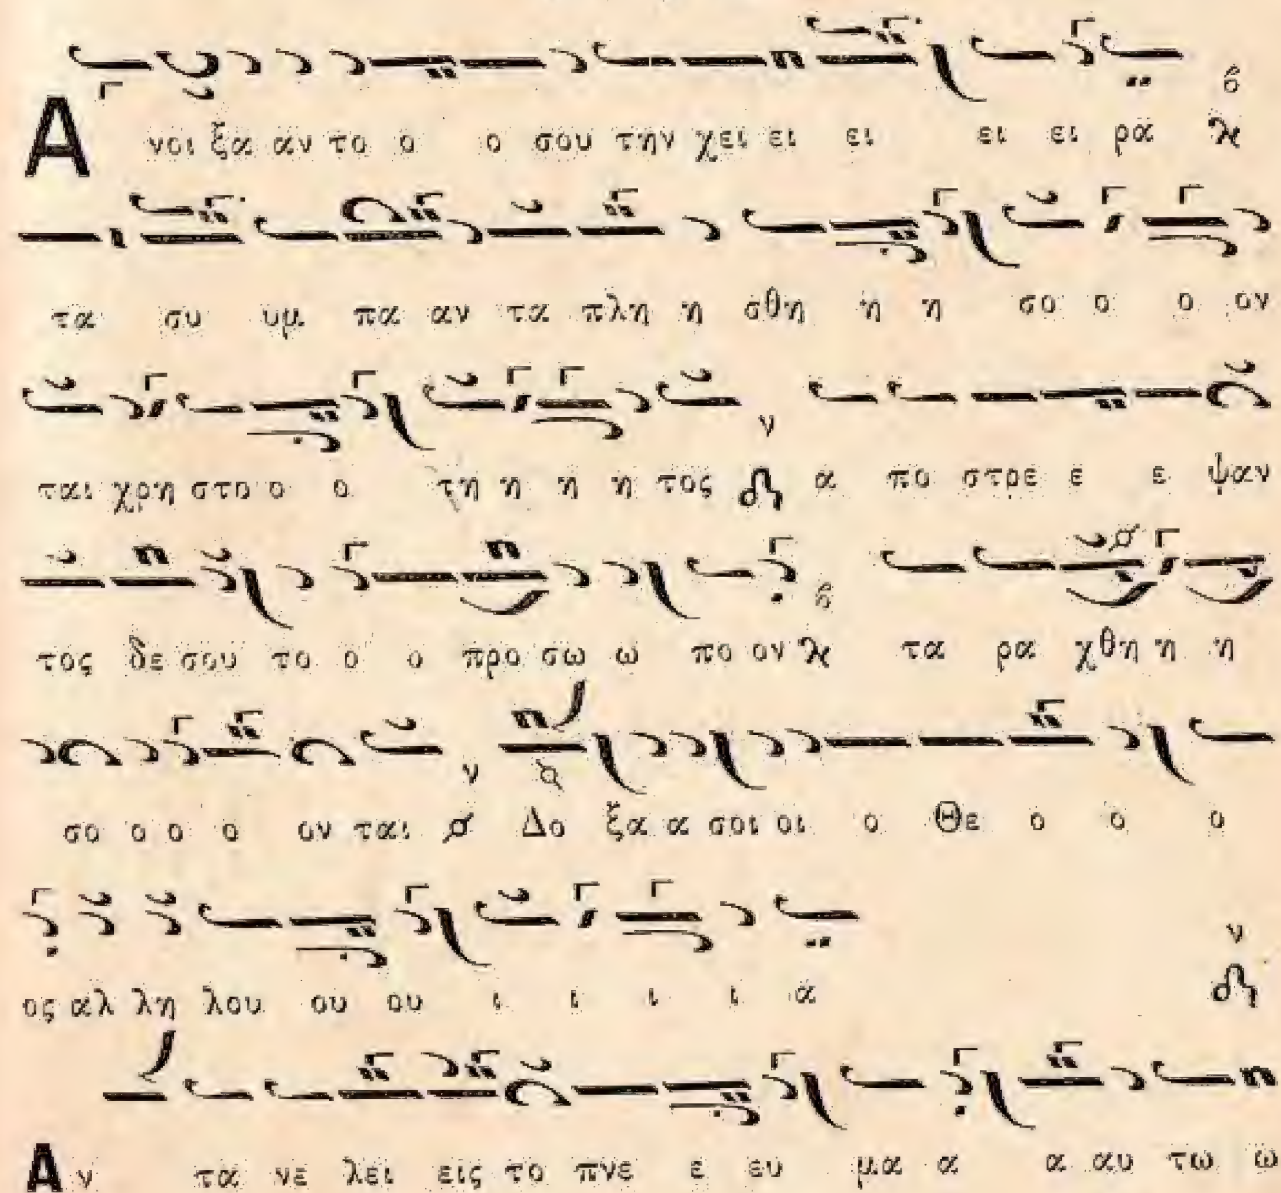 Α νοι ξα αν το ο ο σου την χει ει ει ει ει ρα
τα συ υμ πα αν τα πλη η σθη η η σο ο ο ον
ται χρη στο ο ο τη η η η τος α πο στρε ε ε ψαν
τος δε σου το ο ο προ σω ω πο ον τα ρα χθη η η
σο ο ο ο ον ται Δο ξα α σοι οι ο Θε ο ο ο
ος αλ λη λου ου ου ι ι ι ι α
Αν τα νε λει εις το πνε ε ευ μα α α αυ τω ω